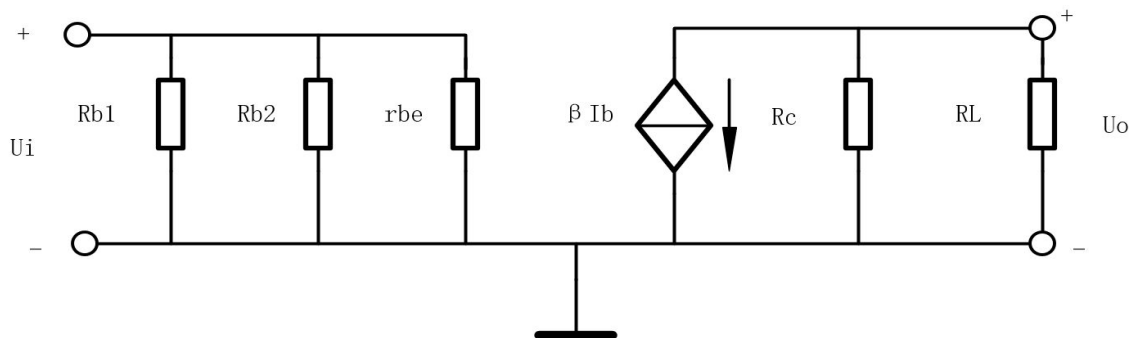 +
+
Rb1
Rb2
rbe
βIb
Rc
RL
Ui
Uo
−
−